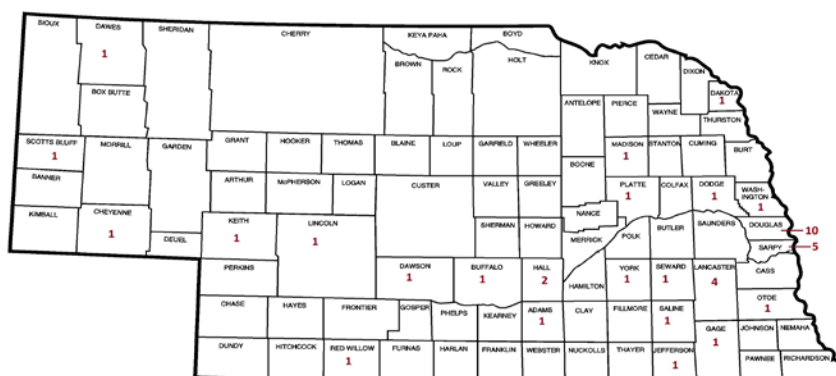 SIOUX
DAWES
1
SHERIDAN
CHERRY
KEYA PAHA
BOYD
BROWN
ROCK
HOLT
KNOX
CEDAR
DIXON
DAKOTA
1
BOX BUTTE
ANTELOPE
PIERCE
WAYNE
THURSTON
SCOTTS BLUFF
1
MORRILL
GARDEN
GRANT
HOOKER
THOMAS
BLAINE
LOUP
GARFIELD
WHEELER
BOONE
MADISON
1
STANTON
CUMING
BURT
BANNER
ARTHUR
McPHERSON
LOGAN
CUSTER
VALLEY
GREELEY
PLATTE
1
COLFAX
DODGE
1
WASH-
INGTON
1
KIMBALL
CHEYENNE
1
DEUEL
KEITH
1
LINCOLN
1
SHERMAN
HOWARD
NANCE
MERRICK
POLK
BUTLER
SAUNDERS
DOUGLAS
10
SARPY
5
PERKINS
DAWSON
1
BUFFALO
1
HALL
2
HAMILTON
YORK
1
SEWARD
1
LANCASTER
4
CASS
OTOE
1
CHASE
HAYES
FRONTIER
GOSPER
PHELPS
KEARNEY
ADAMS
1
CLAY
FILLMORE
SALINE
1
GAGE
1
JOHNSON
NEMAHA
DUNDY
HITCHCOCK
RED WILLOW
1
FURNAS
HARLAN
FRANKLIN
WEBSTER
NUCKOLLS
THAYER
JEFFERSON
1
PAWNEE
RICHARDSON